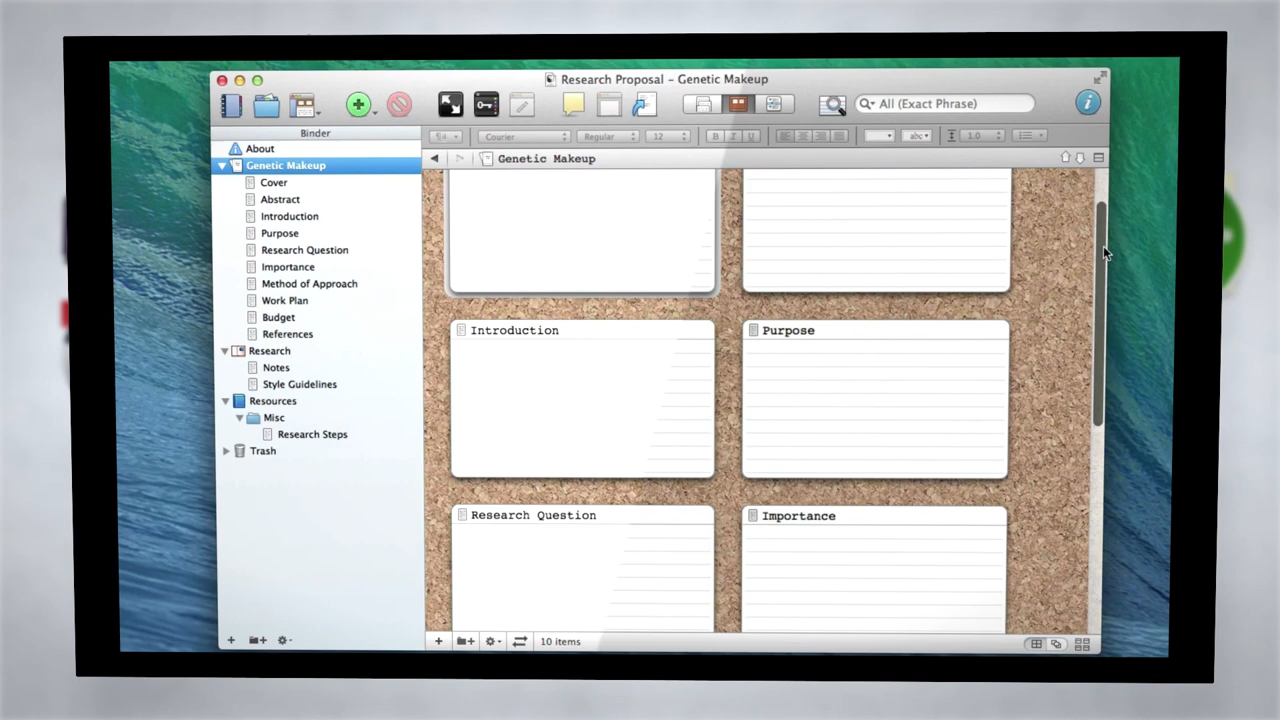 Research Proposal – Genetic Makeup
All (Exact Phrase)
Binder
Courier
Regular
12
B I U
abc
1.0
About
Genetic Makeup
Cover
Abstract
Introduction
Purpose
Research Question
Importance
Method of Approach
Work Plan
Budget
References
Research
Notes
Style Guidelines
Resources
Misc
Research Steps
Trash
Genetic Makeup
Introduction
Purpose
Research Question
Importance
10 items